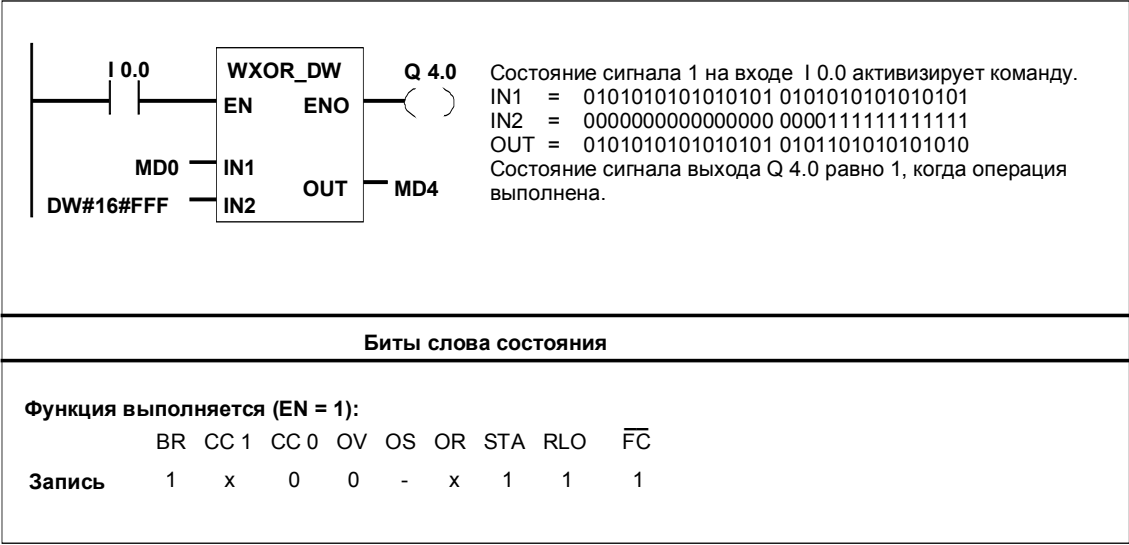 I 0.0
WXOR_DW
Q 4.0
EN
ENO
MD0
IN1
OUT
MD4
DW#16#FFF
IN2
Состояние сигнала 1 на входе I 0.0 активизирует команду.
IN1 = 0101010101010101 0101010101010101
IN2 = 0000000000000000 0000111111111111
OUT = 0101010101010101 0101101010101010
Состояние сигнала выхода Q 4.0 равно 1, когда операция
выполнена.
Биты слова состояния
Функция выполняется (EN = 1):
BR CC 1 CC 0 OV OS OR STA RLO F̅C̅
Запись 1 x 0 0 - x 1 1 1